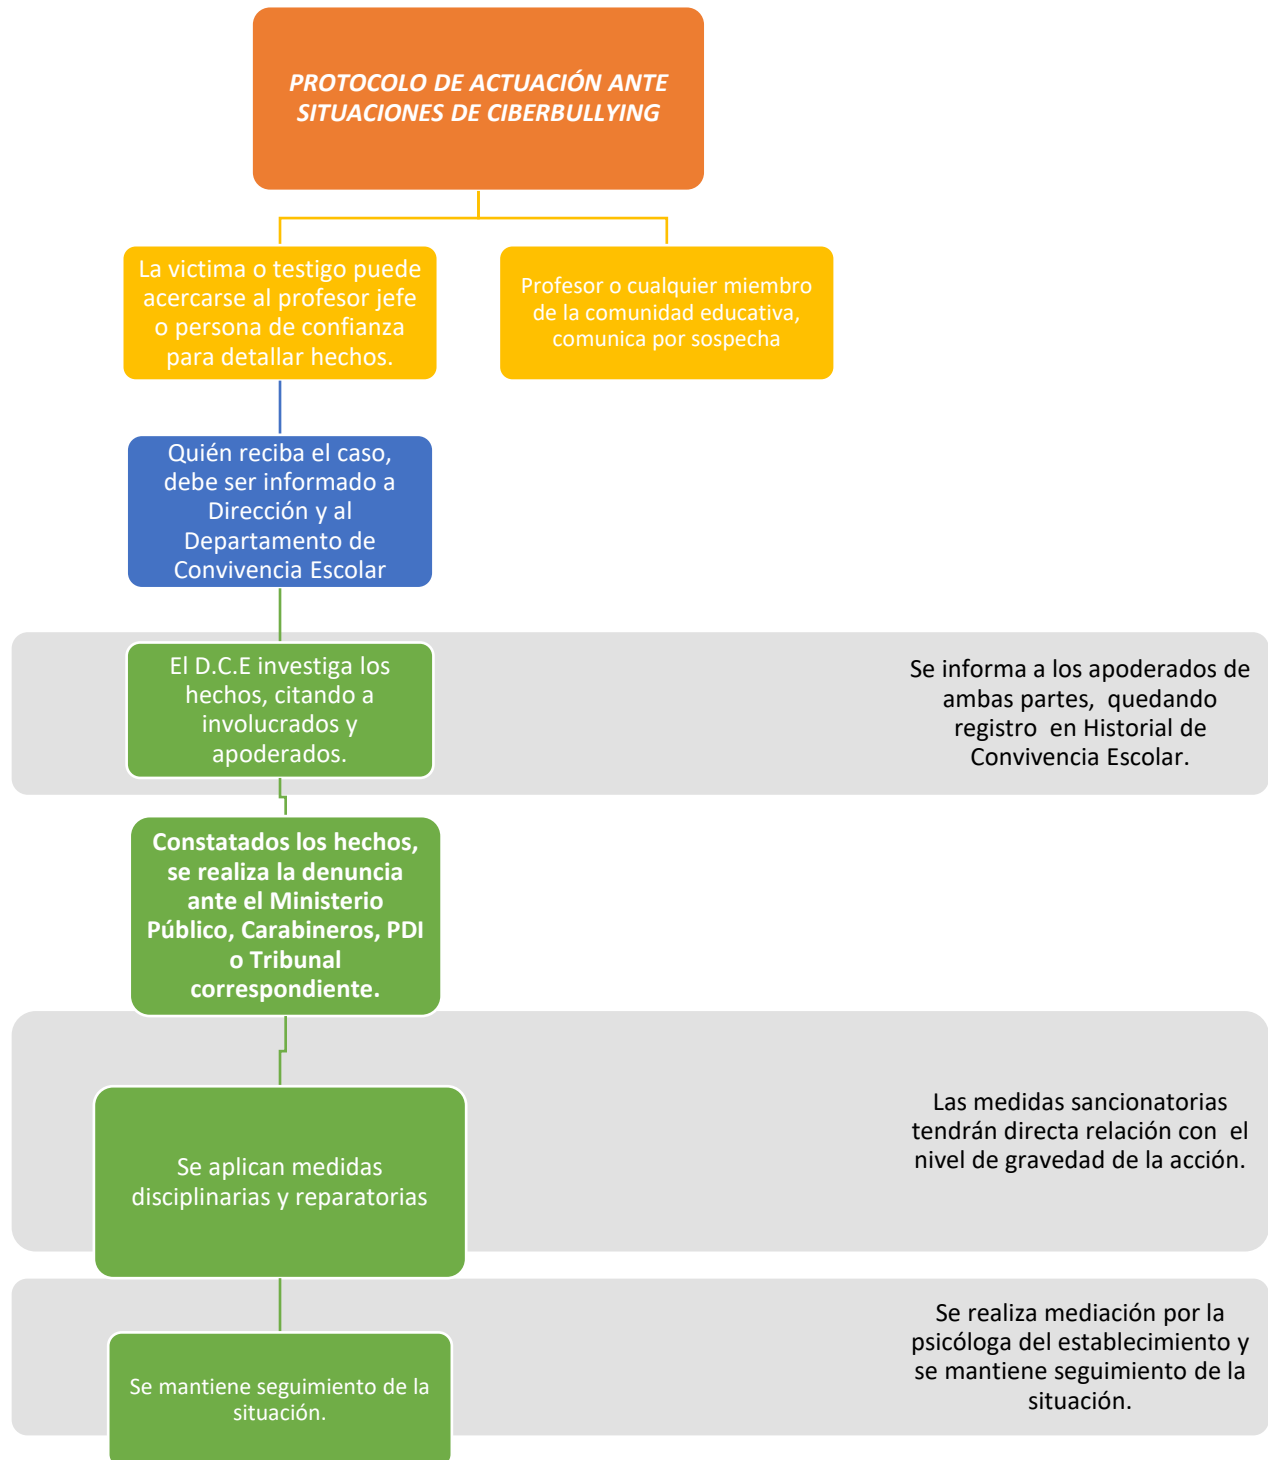 PROTOCOLO DE ACTUACIÓN ANTE
SITUACIONES DE CIBERBULLYING
La victima o testigo puede
acercarse al profesor jefe
o persona de confianza
para detallar hechos.
Profesor o cualquier miembro
de la comunidad educativa,
comunica por sospecha
Quién reciba el caso,
debe ser informado a
Dirección y al
Departamento de
Convivencia Escolar
El D.C.E investiga los
hechos, citando a
involucrados y
apoderados.
Se informa a los apoderados de
ambas partes, quedando
registro en Historial de
Convivencia Escolar.
Constatados los hechos,
se realiza la denuncia
ante el Ministerio
Público, Carabineros, PDI
o Tribunal
correspondiente.
Se aplican medidas
disciplinarias y reparatorias
Las medidas sancionatorias
tendrán directa relación con el
nivel de gravedad de la acción.
Se mantiene seguimiento de la
situación.
Se realiza mediación por la
psicóloga del establecimiento y
se mantiene seguimiento de la
situación.